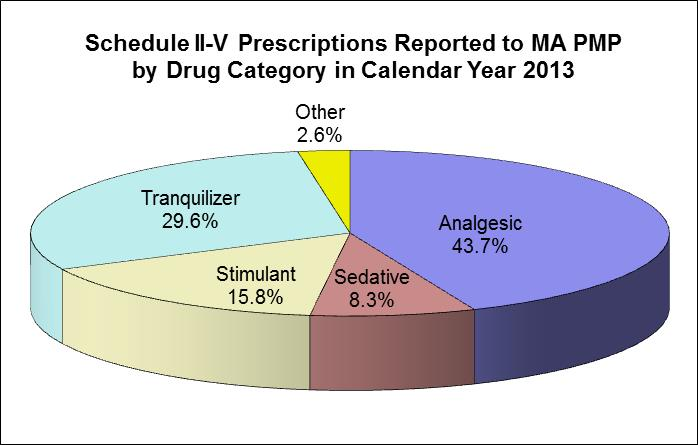 Schedule II-V Prescriptions Reported to MA PMP
by Drug Category in Calendar Year 2013
Other
2.6%
Tranquilizer
29.6%
Analgesic
43.7%
Stimulant
15.8%
Sedative
8.3%